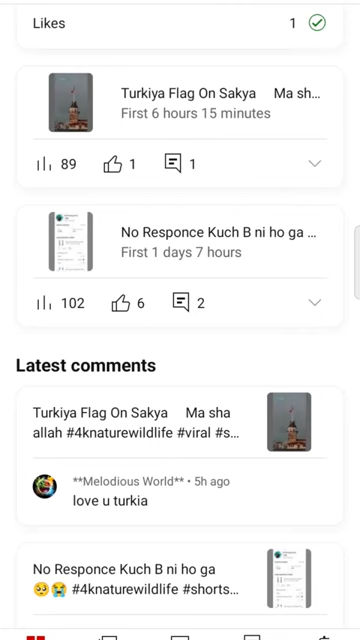 Likes 1
Turkiya Flag On Sakya Ma sh...
First 6 hours 15 minutes
89 1 1
No Responce Kuch B ni ho ga ...
First 1 days 7 hours
102 6 2
Latest comments
Turkiya Flag On Sakya Ma sha
allah #4knaturewildlife #viral #s...
**Melodious World** • 5h ago
love u turkia
No Responce Kuch B ni ho ga
🥺😭 #4knaturewildlife #shorts...